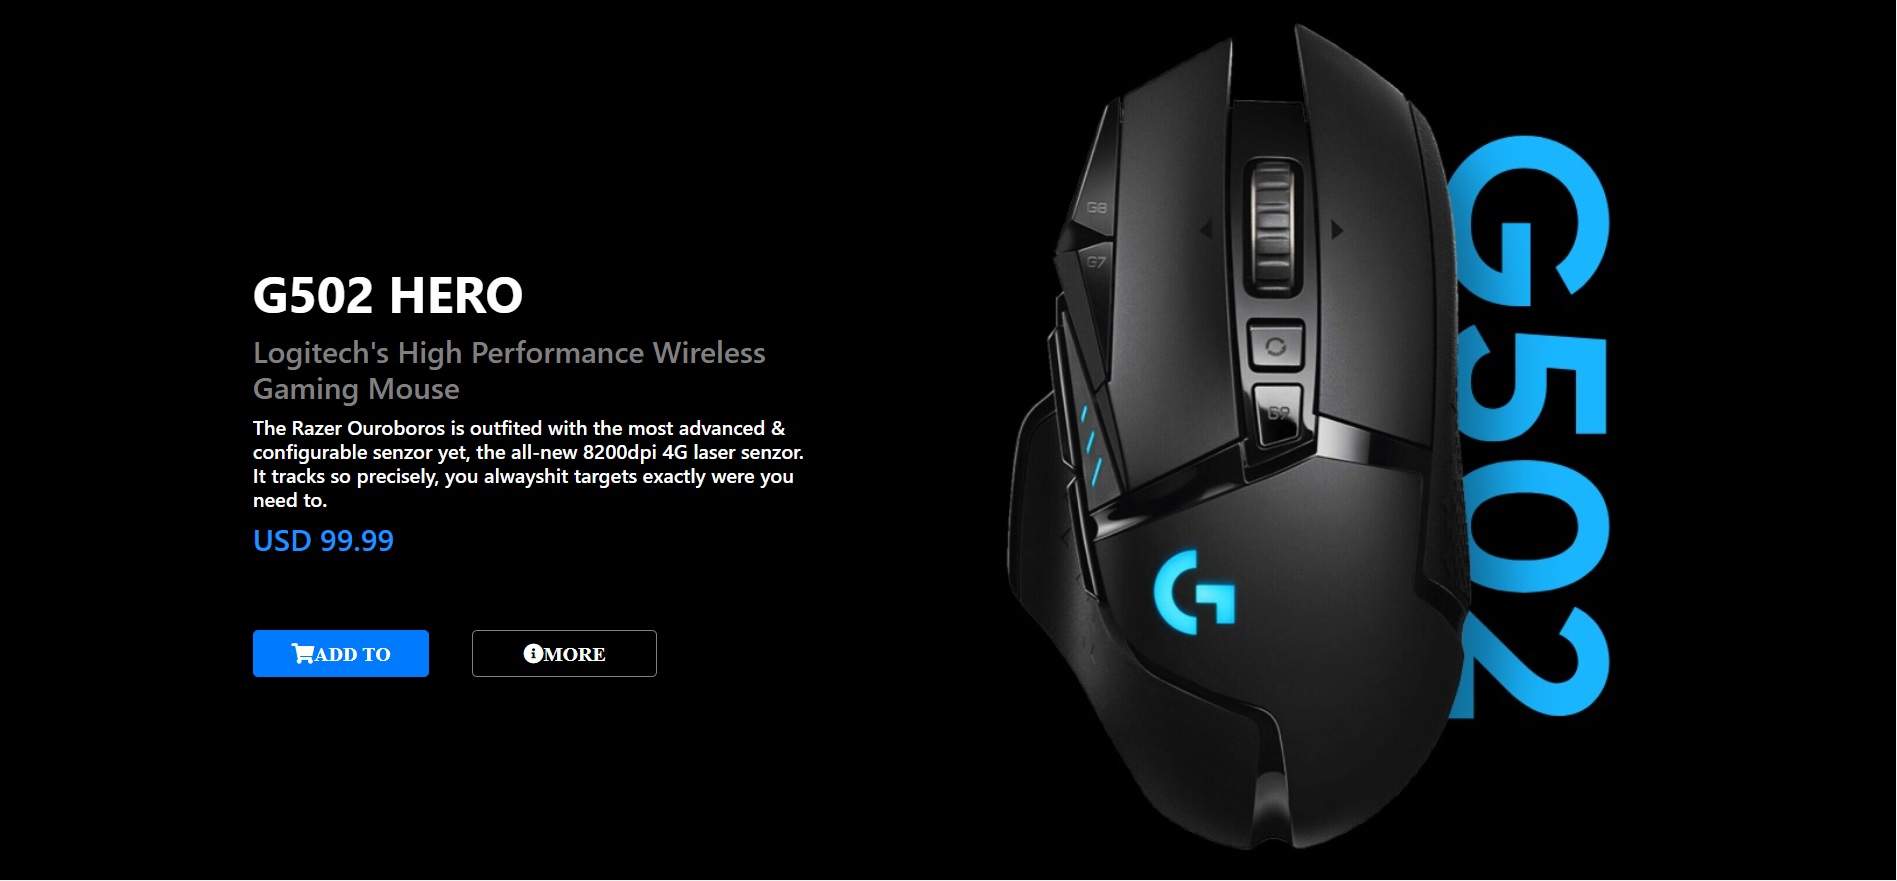 G502 HERO
Logitech's High Performance Wireless
Gaming Mouse
The Razer Ouroboros is outfited with the most advanced &
configurable senzor yet, the all-new 8200dpi 4G laser senzor.
It tracks so precisely, you alwayshit targets exactly were you
need to.
USD 99.99
ADD TO
MORE
G8
G7
G9
G502